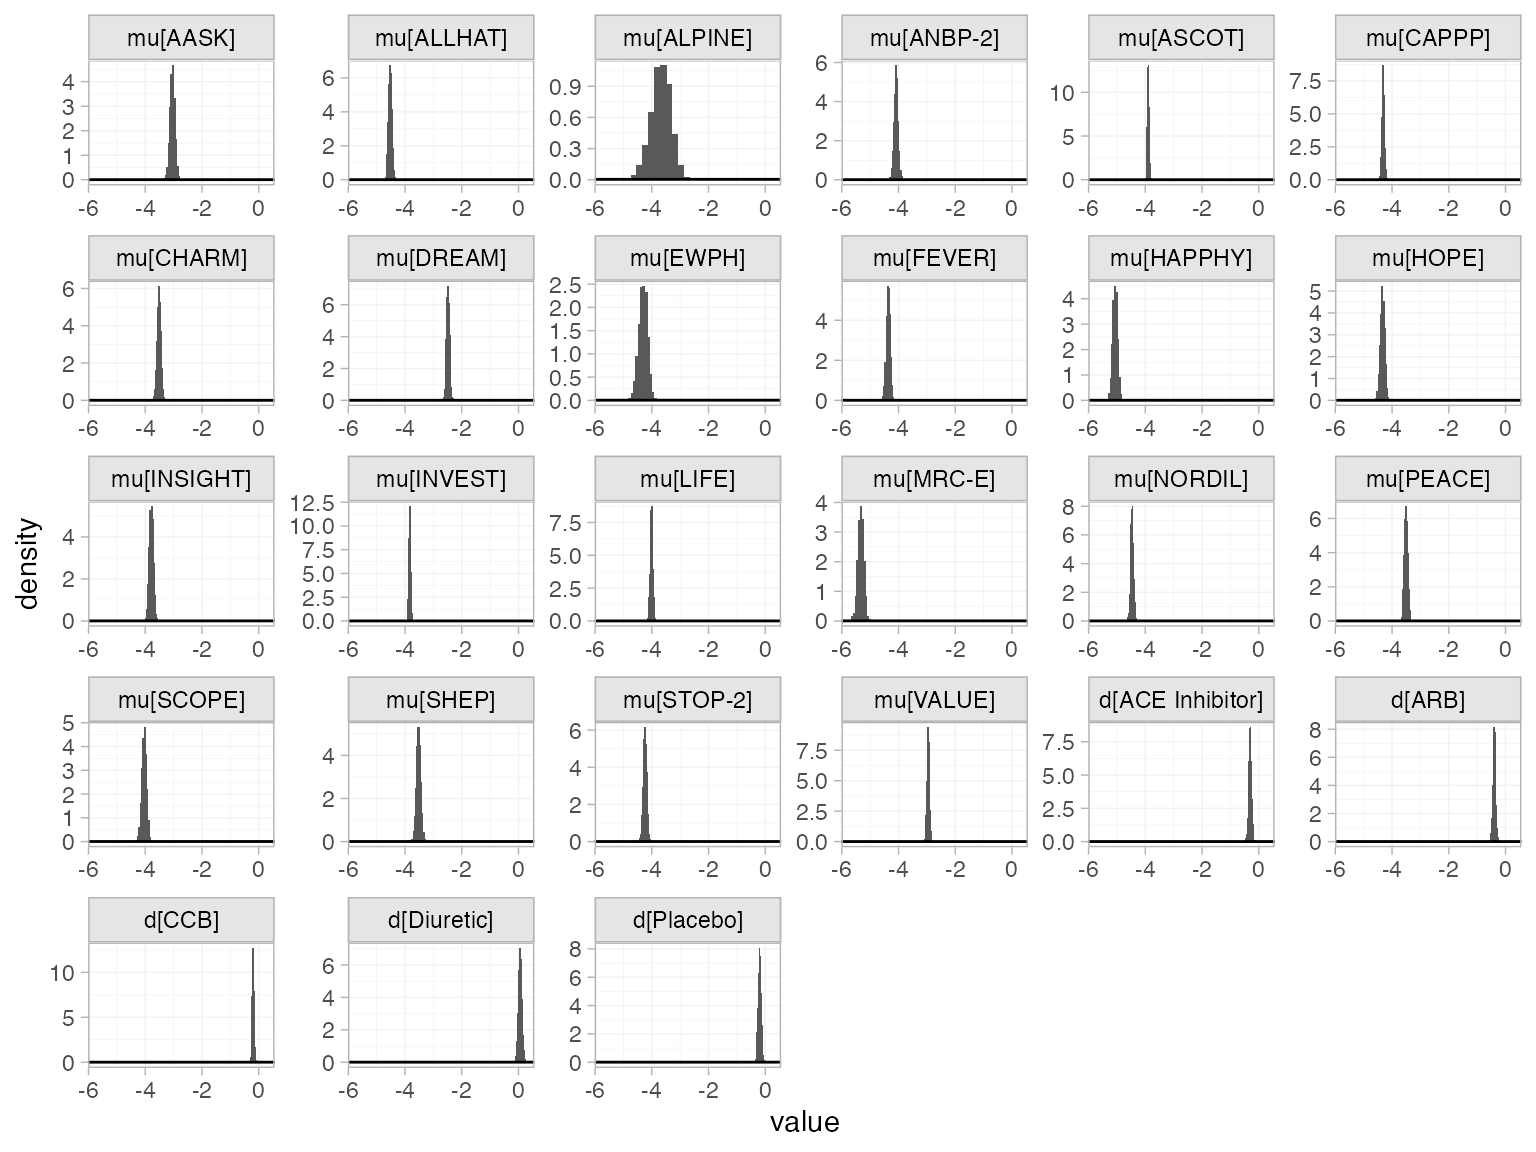 mu[AASK] mu[ALLHAT] mu[ALPINE] mu[ANBP-2] mu[ASCOT] mu[CAPPP]
4 3 2 1 0
6 4 2 0
0.9 0.6 0.3 0.0
6 4 2 0
10 5 0
7.5 5.0 2.5 0.0
-6 -4 -2 0 -6 -4 -2 0 -6 -4 -2 0 -6 -4 -2 0 -6 -4 -2 0 -6 -4 -2 0
mu[CHARM] mu[DREAM] mu[EWPH] mu[FEVER] mu[HAPPHY] mu[HOPE]
6 4 2 0
6 4 2 0
2.5 2.0 1.5 1.0 0.5 0.0
4 2 0
4 3 2 1 0
5 4 3 2 1 0
-6 -4 -2 0 -6 -4 -2 0 -6 -4 -2 0 -6 -4 -2 0 -6 -4 -2 0 -6 -4 -2 0
mu[INSIGHT] mu[INVEST] mu[LIFE] mu[MRC-E] mu[NORDIL] mu[PEACE]
4 2 0
12.5 10.0 7.5 5.0 2.5 0.0
7.5 5.0 2.5 0.0
4 3 2 1 0
8 6 4 2 0
6 4 2 0
-6 -4 -2 0 -6 -4 -2 0 -6 -4 -2 0 -6 -4 -2 0 -6 -4 -2 0 -6 -4 -2 0
mu[SCOPE] mu[SHEP] mu[STOP-2] mu[VALUE] d[ACE Inhibitor] d[ARB]
5 4 3 2 1 0
4 2 0
6 4 2 0
7.5 5.0 2.5 0.0
7.5 5.0 2.5 0.0
8 6 4 2 0
-6 -4 -2 0 -6 -4 -2 0 -6 -4 -2 0 -6 -4 -2 0 -6 -4 -2 0 -6 -4 -2 0
d[CCB] d[Diuretic] d[Placebo]
10 5 0
6 4 2 0
8 6 4 2 0
-6 -4 -2 0 -6 -4 -2 0 -6 -4 -2 0
density
value